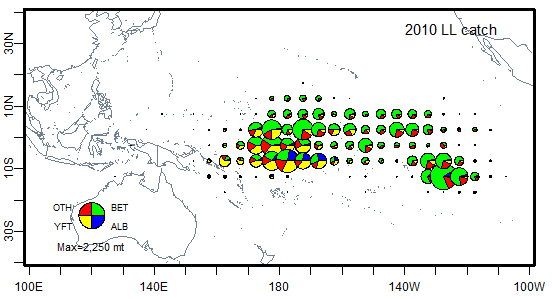 2010 LL catch
30N
10N
10S
30S
OTH BET
YFT ALB
Max=2,250 mt
100E 140E 180 140W 100W